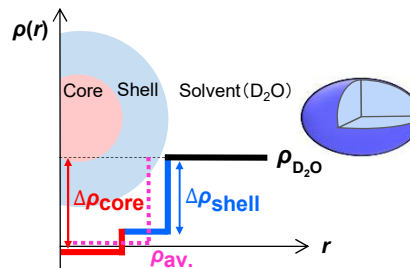 ρ(r)
Core Shell Solvent(D₂O)
ρD₂O
Δρcore
Δρshell
r
ρav.